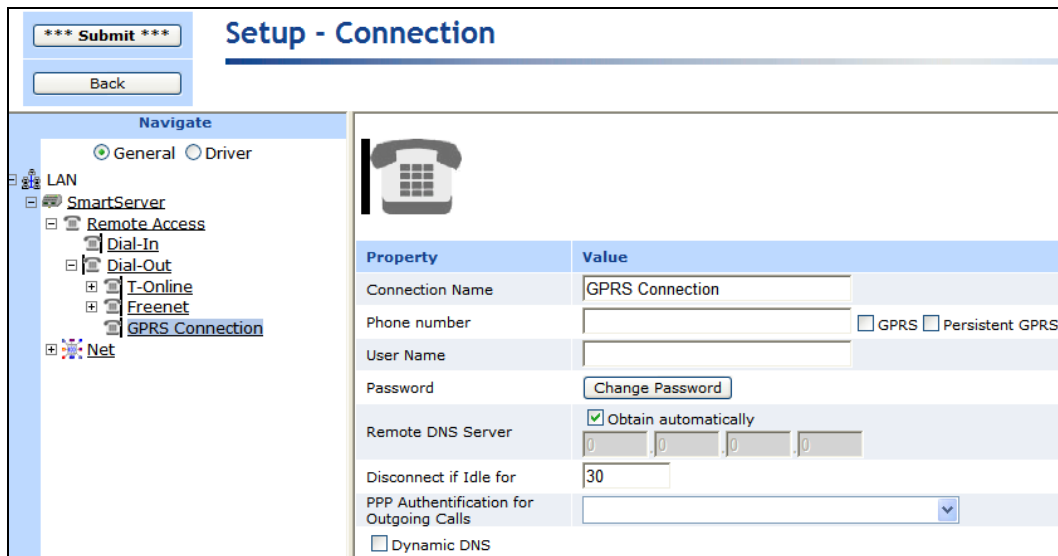 *** Submit ***
Setup - Connection
Back
Navigate
General Driver
LAN
SmartServer
Remote Access
Dial-In
Dial-Out
T-Online
Freenet
GPRS Connection
Net
Property Value
Connection Name GPRS Connection
Phone number GPRS Persistent GPRS
User Name
Password Change Password
Remote DNS Server Obtain automatically
0 .0 .0 .0
Disconnect if Idle for 30
PPP Authentification for
Outgoing Calls
Dynamic DNS